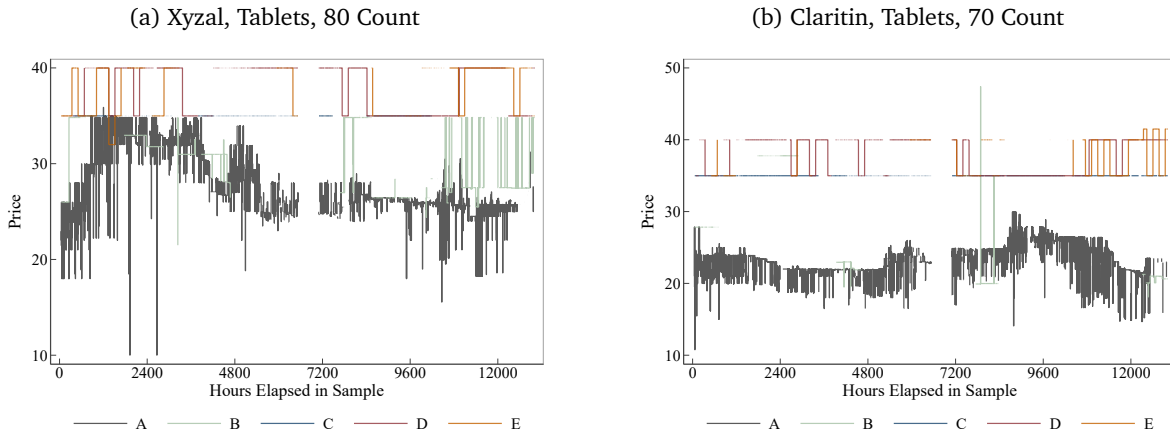 (a) Xyzal, Tablets, 80 Count
40
30
20
10
Price
0 2400 4800 7200 9600 12000
Hours Elapsed in Sample
A B C D E
(b) Claritin, Tablets, 70 Count
50
40
30
20
10
Price
0 2400 4800 7200 9600 12000
Hours Elapsed in Sample
A B C D E